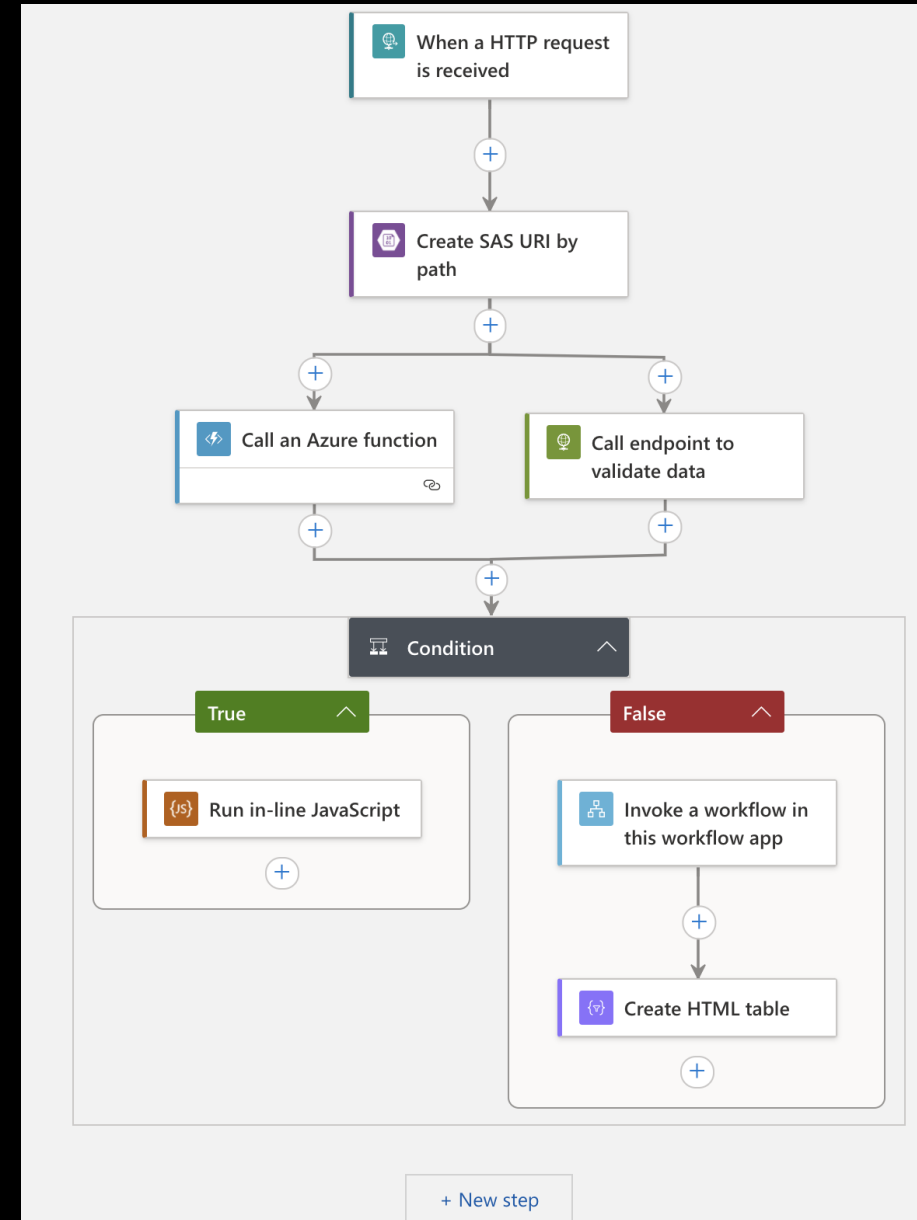 When a HTTP request
is received
Create SAS URI by
path
Call an Azure function
Call endpoint to
validate data
Condition
True
False
{JS} Run in-line JavaScript
Invoke a workflow in
this workflow app
Create HTML table
+ New step